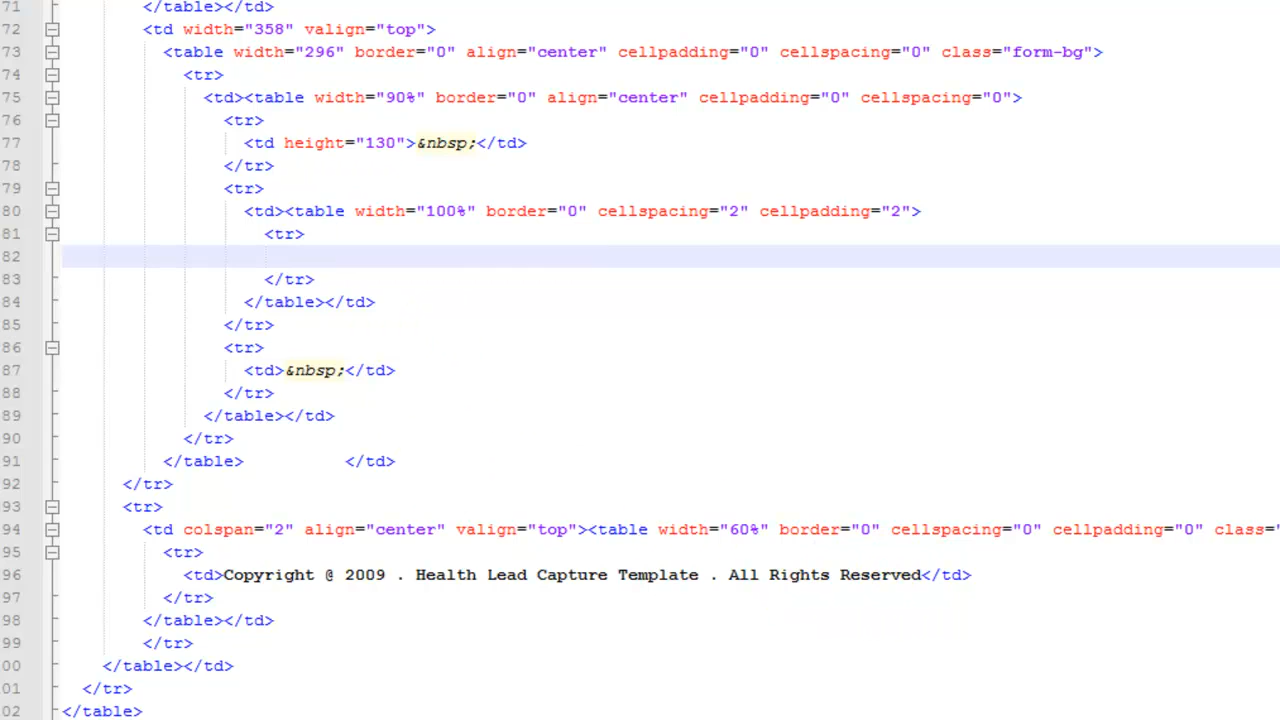 71 </table></td>
72 <td width="358" valign="top">
73 <table width="296" border="0" align="center" cellpadding="0" cellspacing="0" class="form-bg">
74 <tr>
75 <td><table width="90%" border="0" align="center" cellpadding="0" cellspacing="0">
76 <tr>
77 <td height="130">&nbsp;</td>
78 </tr>
79 <tr>
80 <td><table width="100%" border="0" cellspacing="2" cellpadding="2">
81 <tr>
82
83 </tr>
84 </table></td>
85 </tr>
86 <tr>
87 <td>&nbsp;</td>
88 </tr>
89 </table></td>
90 </tr>
91 </table> </td>
92 </tr>
93 <tr>
94 <td colspan="2" align="center" valign="top"><table width="60%" border="0" cellspacing="0" cellpadding="0" class="
95 <tr>
96 <td>Copyright @ 2009 . Health Lead Capture Template . All Rights Reserved</td>
97 </tr>
98 </table></td>
99 </tr>
00 </table></td>
01 </tr>
02 </table>